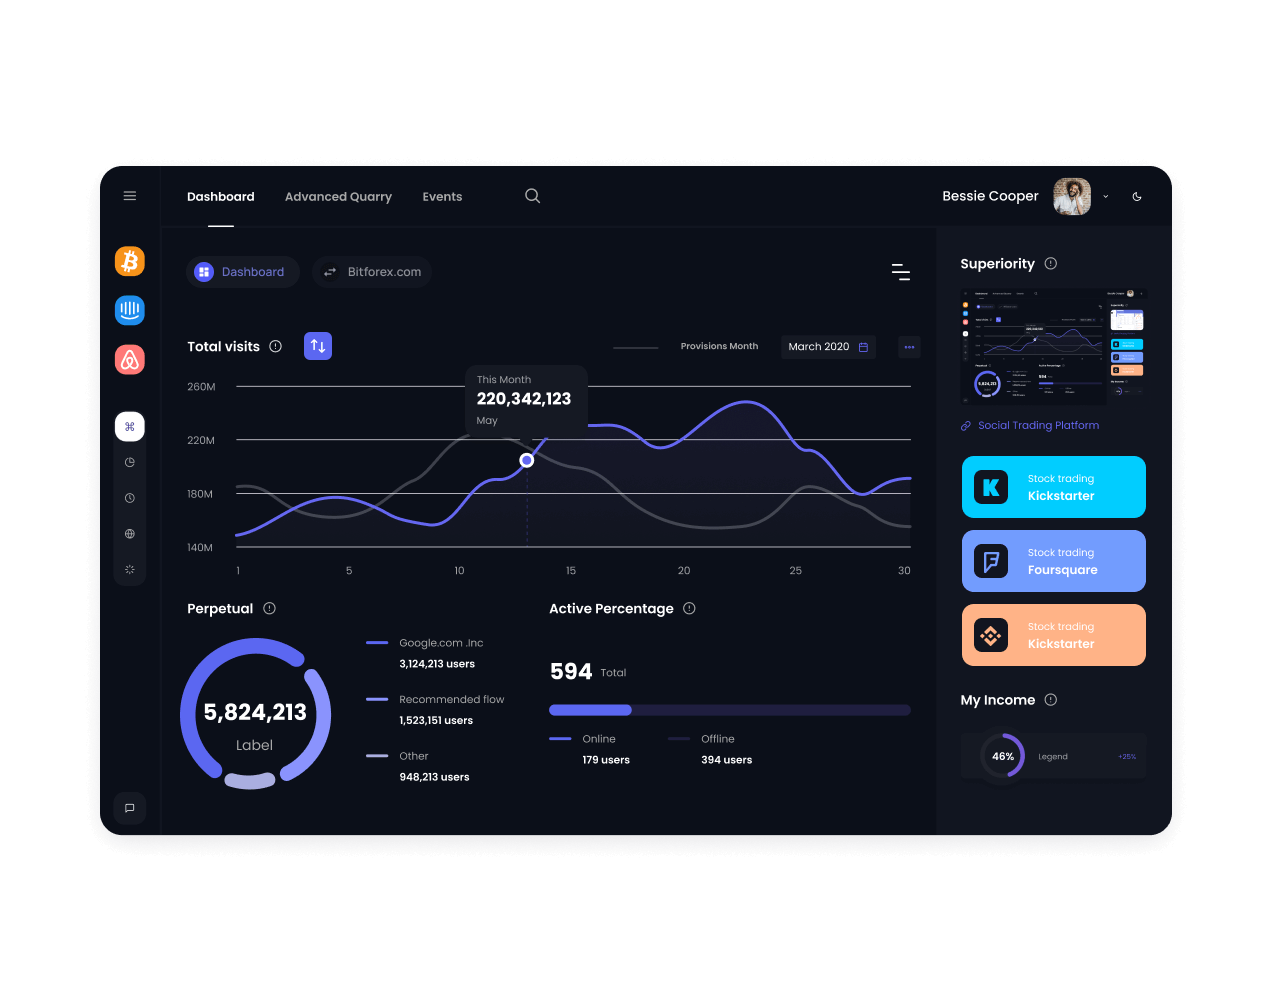 Dashboard
Advanced Quarry
Events
Bessie Cooper
Dashboard
Bitforex.com
Total visits
Provisions Month
March 2020
260M
220M
180M
140M
This Month
220,342,123
May
1
5
10
15
20
25
30
Perpetual
5,824,213
Label
Google.com .Inc
3,124,213 users
Recommended flow
1,523,151 users
Other
948,213 users
Active Percentage
594 Total
Online
179 users
Offline
394 users
Superiority
Social Trading Platform
Stock trading
Kickstarter
Stock trading
Foursquare
Stock trading
Kickstarter
My Income
46%
Legend
+25%